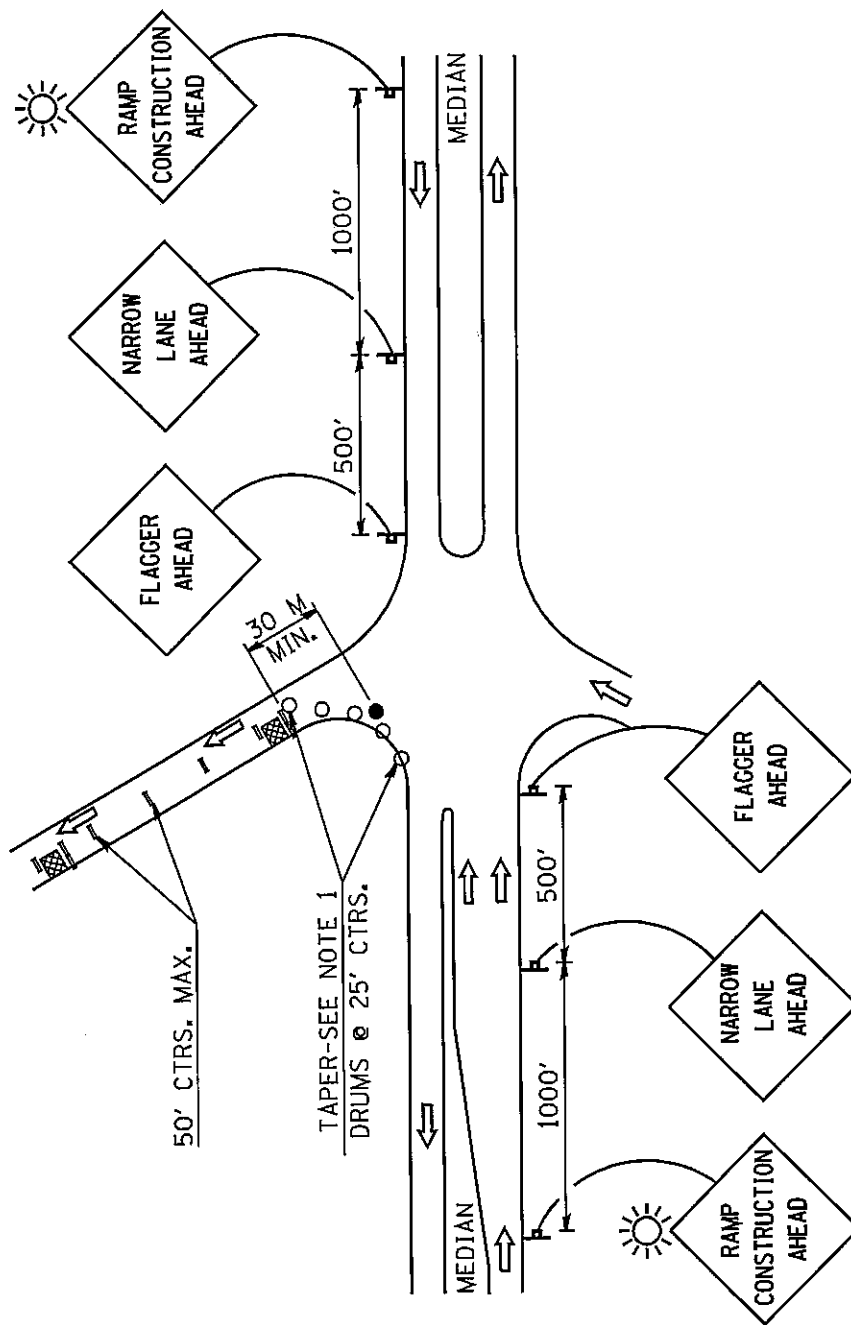 RAMP
CONSTRUCTION
AHEAD
NARROW
LANE
AHEAD
FLAGGER
AHEAD
1000'
500'
MEDIAN
30 M
MIN.
50' CTRS. MAX.
TAPER-SEE NOTE 1
DRUMS @ 25' CTRS.
MEDIAN
500'
1000'
FLAGGER
AHEAD
NARROW
LANE
AHEAD
RAMP
CONSTRUCTION
AHEAD